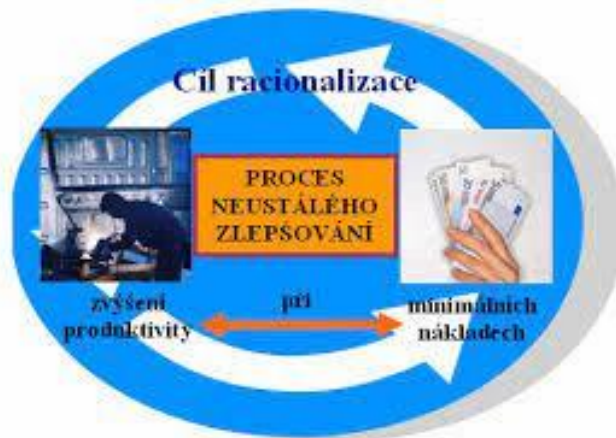 Cíl racionalizace
PROCES
NEUSTÁLÉHO
ZLEPŠOVÁNÍ
zvýšení
produktivity
při
minimálních
nákladech